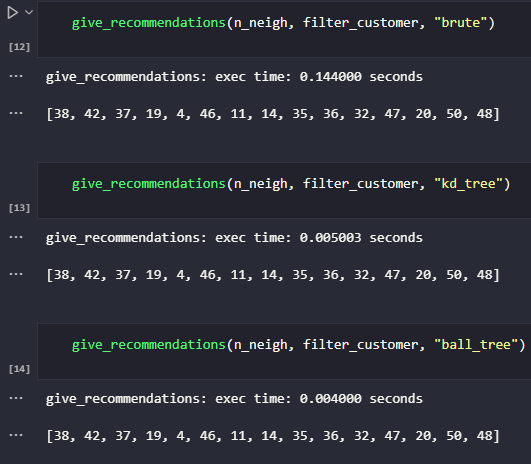 give_recommendations(n_neigh, filter_customer, "brute")
[12]
... give_recommendations: exec time: 0.144000 seconds
... [38, 42, 37, 19, 4, 46, 11, 14, 35, 36, 32, 47, 20, 50, 48]
give_recommendations(n_neigh, filter_customer, "kd_tree")
[13]
... give_recommendations: exec time: 0.005003 seconds
... [38, 42, 37, 19, 4, 46, 11, 14, 35, 36, 32, 47, 20, 50, 48]
give_recommendations(n_neigh, filter_customer, "ball_tree")
[14]
... give_recommendations: exec time: 0.004000 seconds
... [38, 42, 37, 19, 4, 46, 11, 14, 35, 36, 32, 47, 20, 50, 48]